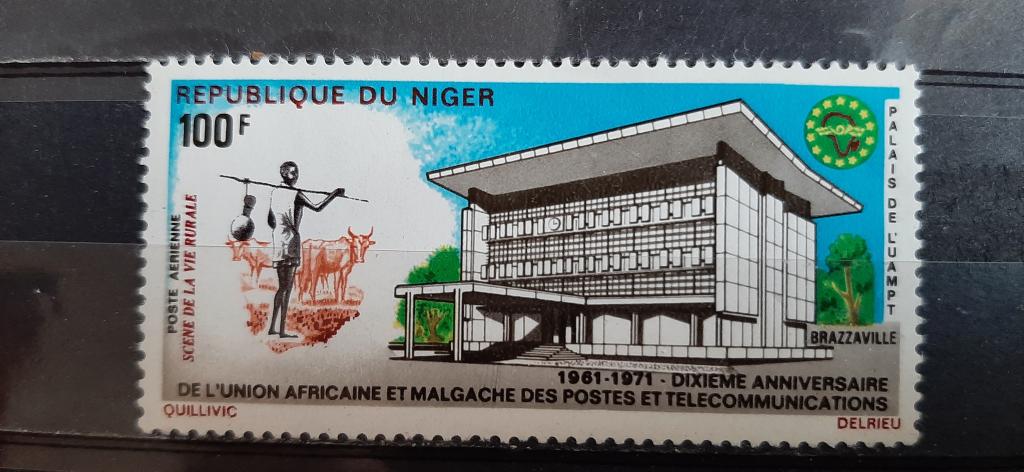 REPUBLIQUE DU NIGER
100F
POSTE AERIENNE
SCENE DE LA VIE RURALE
PALAIS DE L'UAMPT
BRAZZAVILLE
1961-1971 - DIXIEME ANNIVERSAIRE
DE L'UNION AFRICAINE ET MALGACHE DES POSTES ET TELECOMMUNICATIONS
QUILLIVIC
DELRIEU